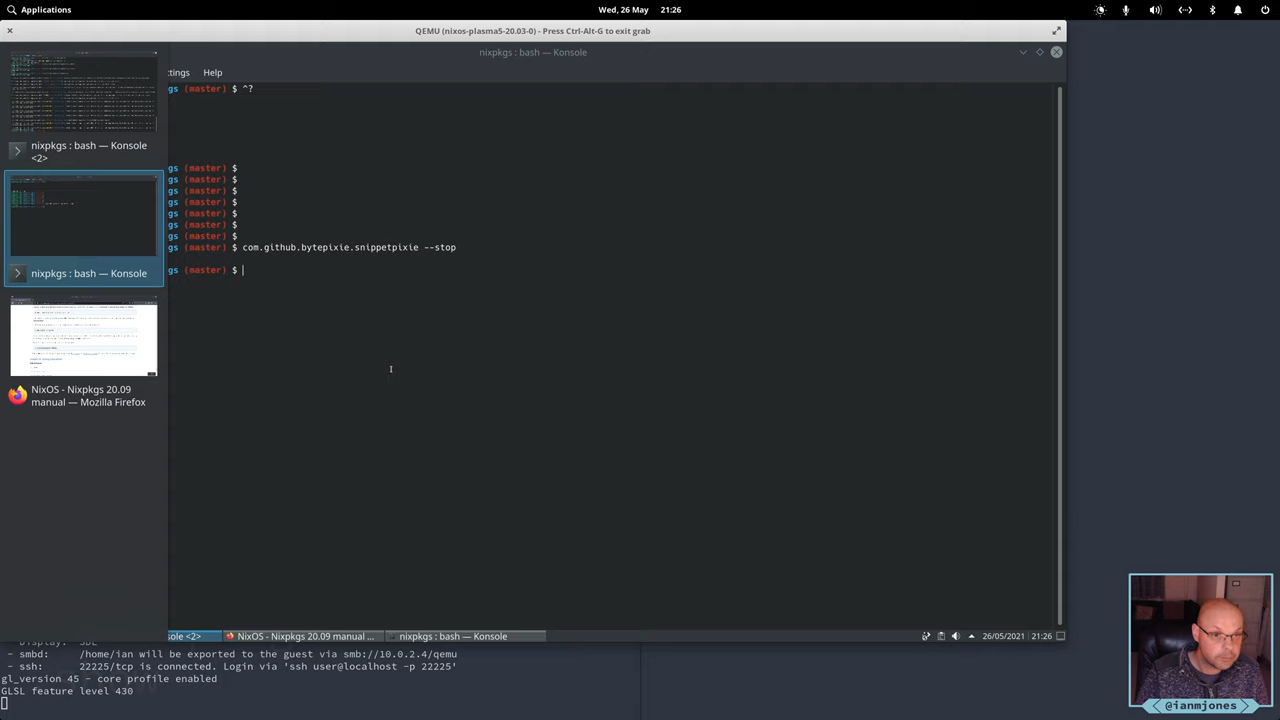 Applications
Wed, 26 May 21:26
QEMU (nixos-plasma5-20.03-0) - Press Ctrl-Alt-G to exit grab
nixpkgs : bash — Konsole
ttings Help
gs (master) $ ^?
nixpkgs : bash — Konsole
<2>
gs (master) $
gs (master) $
gs (master) $
gs (master) $
gs (master) $
gs (master) $
gs (master) $
gs (master) $ com.github.bytepixie.snippetpixie --stop
gs (master) $
nixpkgs : bash — Konsole
NixOS - Nixpkgs 20.09
manual — Mozilla Firefox
sole <2>
NixOS - Nixpkgs 20.09 manual ...
nixpkgs : bash — Konsole
26/05/2021 21:26
- Display: SDL
- smbd: /home/ian will be exported to the guest via smb://10.0.2.4/qemu
- ssh: 22225/tcp is connected. Login via 'ssh user@localhost -p 22225'
gl_version 45 - core profile enabled
GLSL feature level 430
@ianmjones